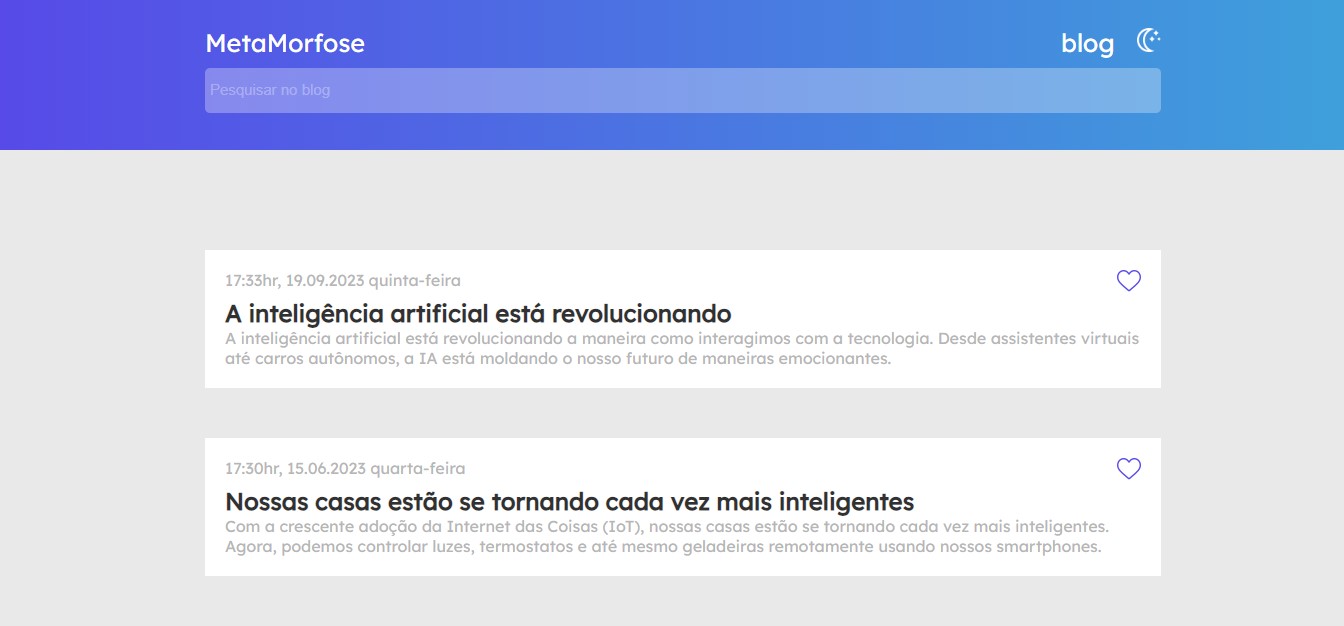 MetaMorfose
blog
Pesquisar no blog
17:33hr, 19.09.2023 quinta-feira
A inteligência artificial está revolucionando
A inteligência artificial está revolucionando a maneira como interagimos com a tecnologia. Desde assistentes virtuais
até carros autônomos, a IA está moldando o nosso futuro de maneiras emocionantes.
17:30hr, 15.06.2023 quarta-feira
Nossas casas estão se tornando cada vez mais inteligentes
Com a crescente adoção da Internet das Coisas (IoT), nossas casas estão se tornando cada vez mais inteligentes.
Agora, podemos controlar luzes, termostatos e até mesmo geladeiras remotamente usando nossos smartphones.